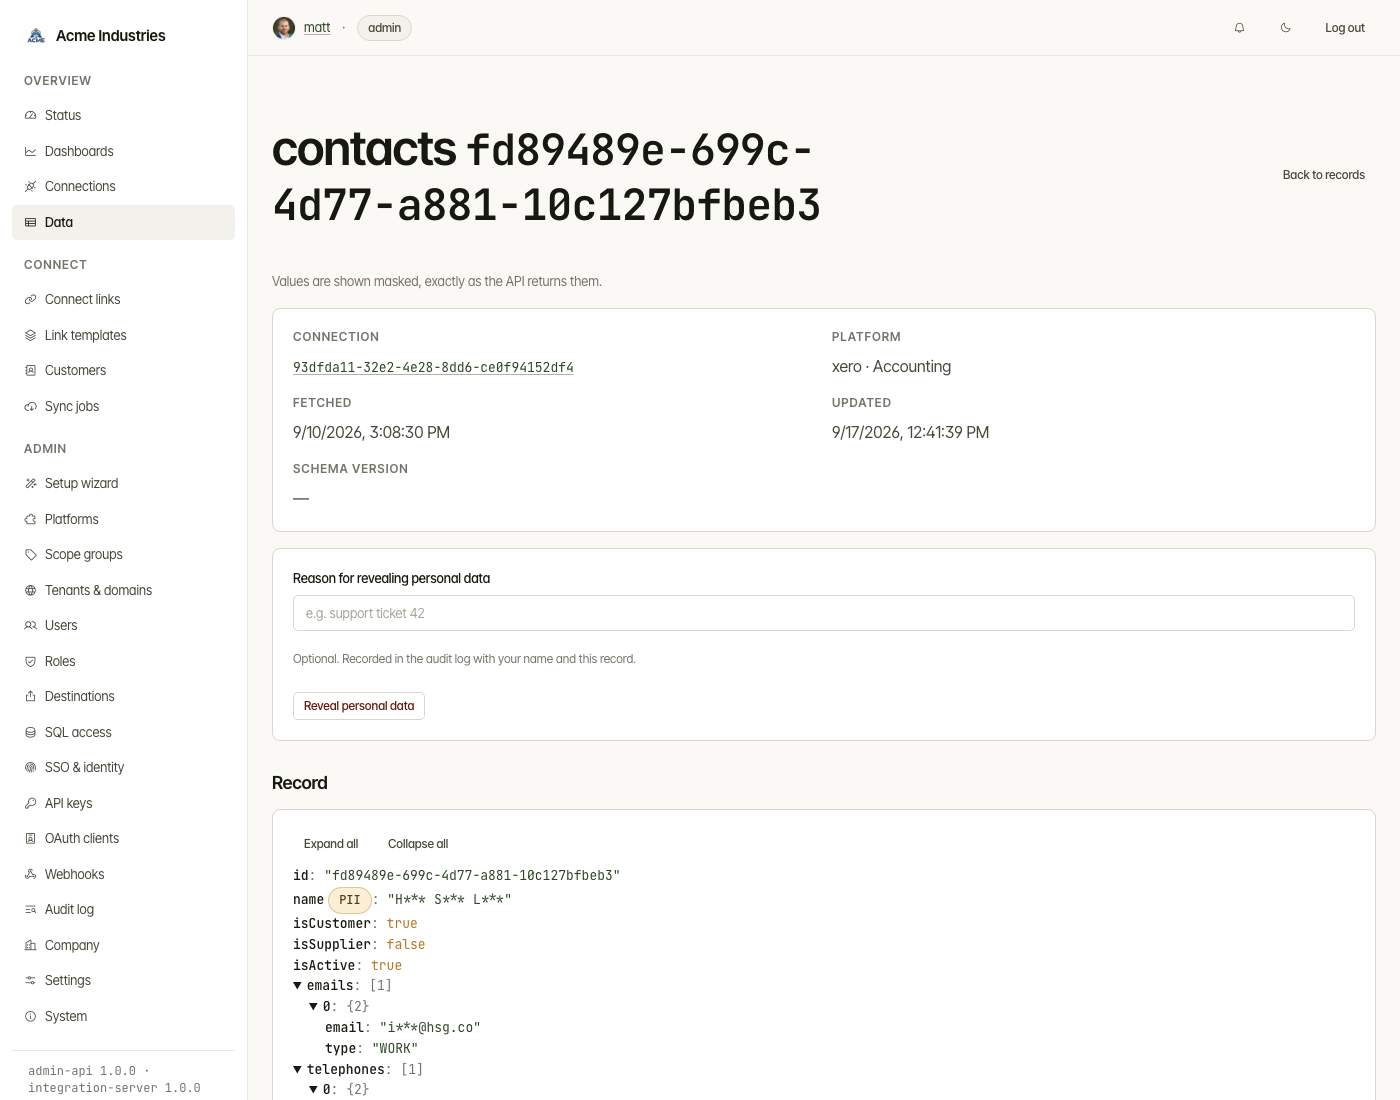 ACME
Acme Industries
OVERVIEW
Status
Dashboards
Connections
Data
CONNECT
Connect links
Link templates
Customers
Sync jobs
ADMIN
Setup wizard
Platforms
Scope groups
Tenants & domains
Users
Roles
Destinations
SQL access
SSO & identity
API keys
OAuth clients
Webhooks
Audit log
Company
Settings
System
admin-api 1.0.0 ·
integration-server 1.0.0
matt · admin
Log out
contacts fd89489e-699c-
4d77-a881-10c127bfbeb3
Back to records
Values are shown masked, exactly as the API returns them.
CONNECTION
93dfda11-32e2-4e28-8dd6-ce0f94152df4
PLATFORM
xero · Accounting
FETCHED
9/10/2026, 3:08:30 PM
UPDATED
9/17/2026, 12:41:39 PM
SCHEMA VERSION
—
Reason for revealing personal data
e.g. support ticket 42
Optional. Recorded in the audit log with your name and this record.
Reveal personal data
Record
Expand all Collapse all
id: "fd89489e-699c-4d77-a881-10c127bfbeb3"
name PII : "H*** S*** L***"
isCustomer: true
isSupplier: false
isActive: true
▼ emails: [1]
▼ 0: {2}
email: "i***@hsg.co"
type: "WORK"
▼ telephones: [1]
▼ 0: {2}